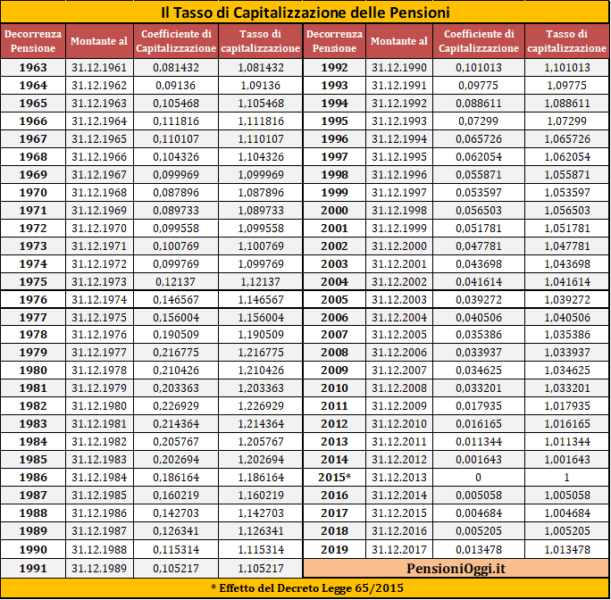 Il Tasso di Capitalizzazione delle Pensioni
Decorrenza Pensione Montante al Coefficiente di Capitalizzazione Tasso di capitalizzazione Decorrenza Pensione Montante al Coefficiente di Capitalizzazione Tasso di capitalizzazione
1963 31.12.1961 0,081432 1,081432 1992 31.12.1990 0,101013 1,101013
1964 31.12.1962 0,09136 1,09136 1993 31.12.1991 0,09775 1,09775
1965 31.12.1963 0,105468 1,105468 1994 31.12.1992 0,088611 1,088611
1966 31.12.1964 0,111816 1,111816 1995 31.12.1993 0,07299 1,07299
1967 31.12.1965 0,110107 1,110107 1996 31.12.1994 0,065726 1,065726
1968 31.12.1966 0,104326 1,104326 1997 31.12.1995 0,062054 1,062054
1969 31.12.1967 0,099969 1,099969 1998 31.12.1996 0,055871 1,055871
1970 31.12.1968 0,087896 1,087896 1999 31.12.1997 0,053597 1,053597
1971 31.12.1969 0,089733 1,089733 2000 31.12.1998 0,056503 1,056503
1972 31.12.1970 0,099558 1,099558 2001 31.12.1999 0,051781 1,051781
1973 31.12.1971 0,100769 1,100769 2002 31.12.2000 0,047781 1,047781
1974 31.12.1972 0,099769 1,099769 2003 31.12.2001 0,043698 1,043698
1975 31.12.1973 0,12137 1,12137 2004 31.12.2002 0,041614 1,041614
1976 31.12.1974 0,146567 1,146567 2005 31.12.2003 0,039272 1,039272
1977 31.12.1975 0,156004 1,156004 2006 31.12.2004 0,040506 1,040506
1978 31.12.1976 0,190509 1,190509 2007 31.12.2005 0,035386 1,035386
1979 31.12.1977 0,216775 1,216775 2008 31.12.2006 0,033937 1,033937
1980 31.12.1978 0,210426 1,210426 2009 31.12.2007 0,034625 1,034625
1981 31.12.1979 0,203363 1,203363 2010 31.12.2008 0,033201 1,033201
1982 31.12.1980 0,226929 1,226929 2011 31.12.2009 0,017935 1,017935
1983 31.12.1981 0,214364 1,214364 2012 31.12.2010 0,016165 1,016165
1984 31.12.1982 0,205767 1,205767 2013 31.12.2011 0,011344 1,011344
1985 31.12.1983 0,202694 1,202694 2014 31.12.2012 0,001643 1,001643
1986 31.12.1984 0,186164 1,186164 2015* 31.12.2013 0 1
1987 31.12.1985 0,160219 1,160219 2016 31.12.2014 0,005058 1,005058
1988 31.12.1986 0,142703 1,142703 2017 31.12.2015 0,004684 1,004684
1989 31.12.1987 0,126341 1,126341 2018 31.12.2016 0,005205 1,005205
1990 31.12.1988 0,115314 1,115314 2019 31.12.2017 0,013478 1,013478
1991 31.12.1989 0,105217 1,105217 PensioniOggi.it
* Effetto del Decreto Legge 65/2015